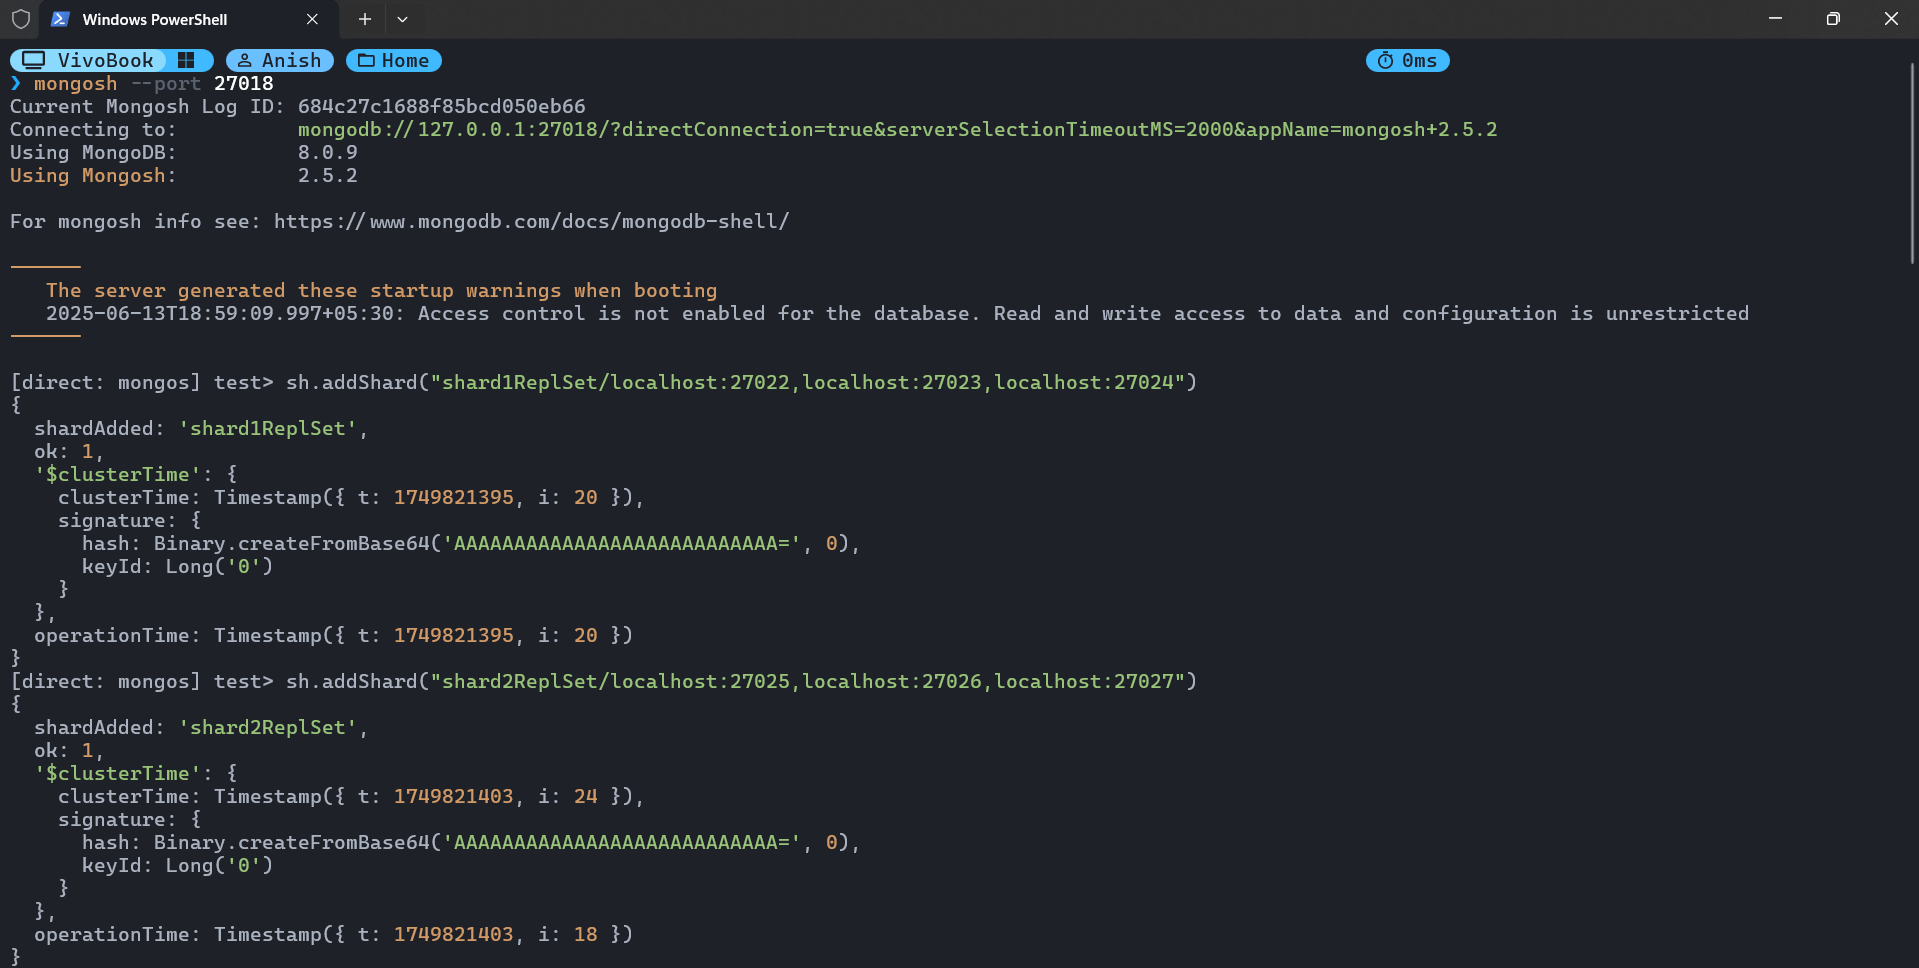 Windows PowerShell
VivoBook Anish Home 0ms
❯ mongosh --port 27018
Current Mongosh Log ID: 684c27c1688f85bcd050eb66
Connecting to:          mongodb://127.0.0.1:27018/?directConnection=true&serverSelectionTimeoutMS=2000&appName=mongosh+2.5.2
Using MongoDB:          8.0.9
Using Mongosh:          2.5.2
For mongosh info see: https://www.mongodb.com/docs/mongodb-shell/
------
   The server generated these startup warnings when booting
   2025-06-13T18:59:09.997+05:30: Access control is not enabled for the database. Read and write access to data and configuration is unrestricted
------
[direct: mongos] test> sh.addShard("shard1ReplSet/localhost:27022,localhost:27023,localhost:27024")
{
  shardAdded: 'shard1ReplSet',
  ok: 1,
  '$clusterTime': {
    clusterTime: Timestamp({ t: 1749821395, i: 20 }),
    signature: {
      hash: Binary.createFromBase64('AAAAAAAAAAAAAAAAAAAAAAAAAAA=', 0),
      keyId: Long('0')
    }
  },
  operationTime: Timestamp({ t: 1749821395, i: 20 })
}
[direct: mongos] test> sh.addShard("shard2ReplSet/localhost:27025,localhost:27026,localhost:27027")
{
  shardAdded: 'shard2ReplSet',
  ok: 1,
  '$clusterTime': {
    clusterTime: Timestamp({ t: 1749821403, i: 24 }),
    signature: {
      hash: Binary.createFromBase64('AAAAAAAAAAAAAAAAAAAAAAAAAAA=', 0),
      keyId: Long('0')
    }
  },
  operationTime: Timestamp({ t: 1749821403, i: 18 })
}